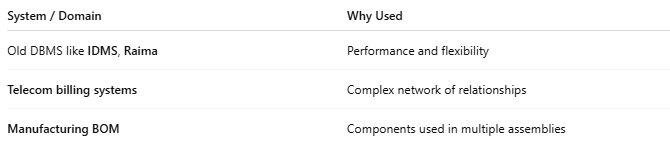 System / Domain Why Used
Old DBMS like IDMS, Raima Performance and flexibility
Telecom billing systems Complex network of relationships
Manufacturing BOM Components used in multiple assemblies